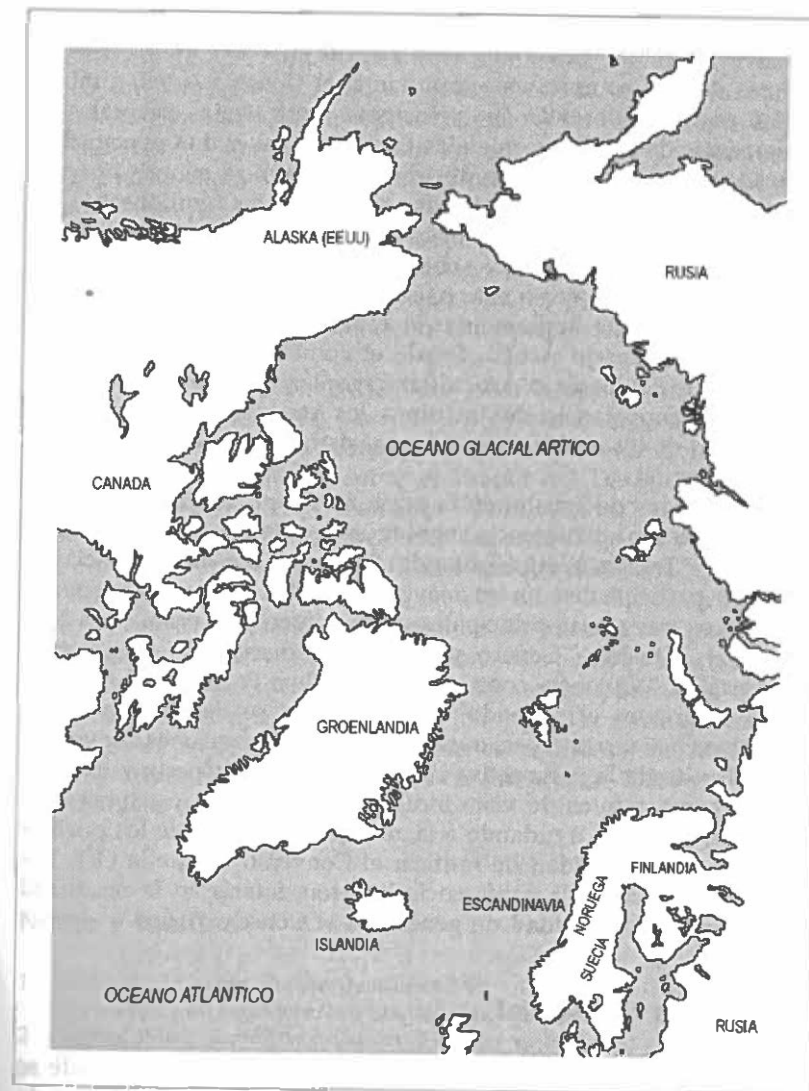 ALASKA (EEUU)
RUSIA
OCEANO GLACIAL ARTICO
CANADA
GROENLANDIA
FINLANDIA
ESCANDINAVIA
NORUEGA
SUECIA
ISLANDIA
OCEANO ATLANTICO
RUSIA